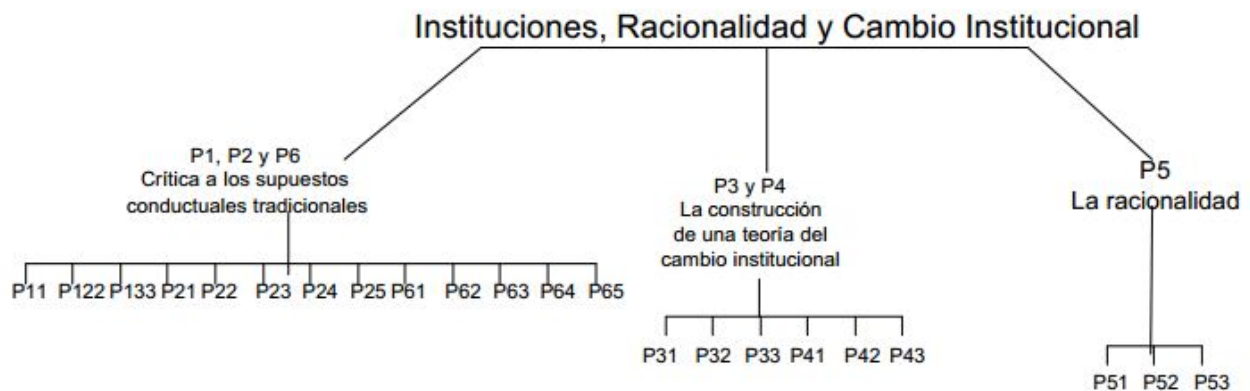 Instituciones, Racionalidad y Cambio Institucional
P1, P2 y P6
Crítica a los supuestos
conductuales tradicionales
P3 y P4
La construcción
de una teoría del
cambio institucional
P5
La racionalidad
P11 P122 P133 P21 P22 P23 P24 P25 P61 P62 P63 P64 P65
P31 P32 P33 P41 P42 P43
P51 P52 P53